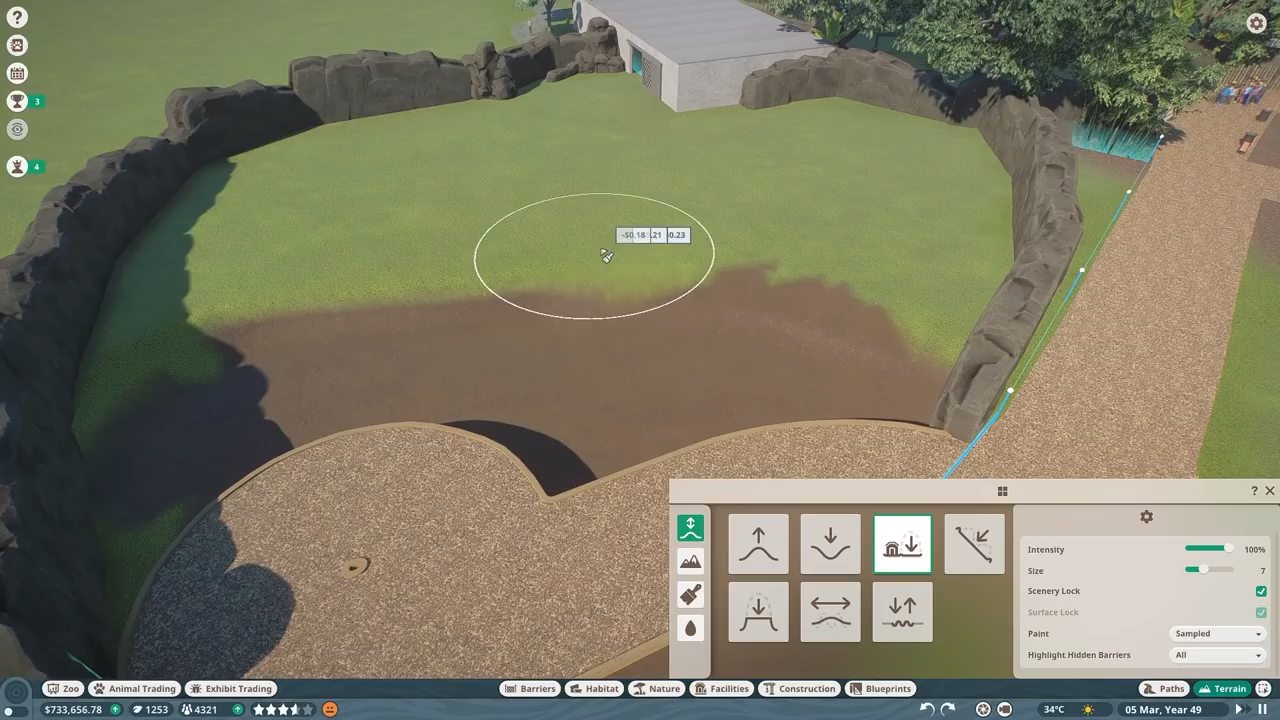 ?
3
4
-$0.18 .21 0.23
?
Intensity 100%
Size 7
Scenery Lock
Surface Lock
Paint Sampled
Highlight Hidden Barriers All
Zoo Animal Trading Exhibit Trading Barriers Habitat Nature Facilities Construction Blueprints Paths Terrain
$733,656.78 1253 4321 34°C 05 Mar, Year 49